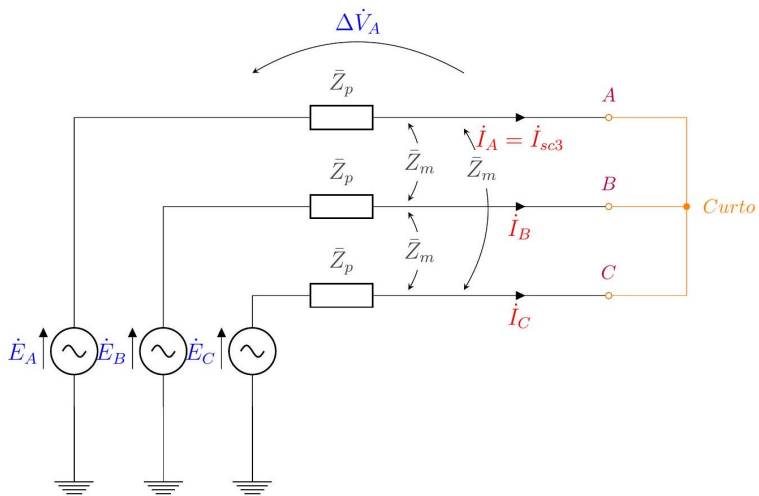 ΔV̇_A
Z̄_p
A
İ_A = İ_sc3
Z̄_m Z̄_m
Z̄_p
B
Curto
İ_B
Z̄_m
Z̄_p
C
İ_C
Ė_A Ė_B Ė_C